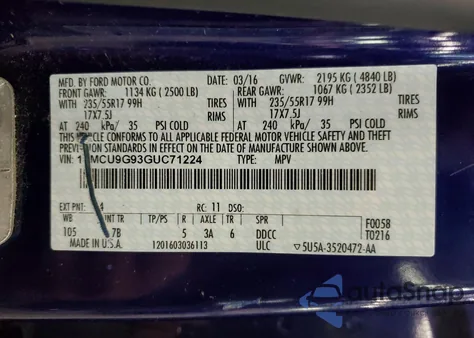 MFD. BY FORD MOTOR CO.
DATE: 03/16 GVWR: 2195 KG (4840 LB)
FRONT GAWR: 1134 KG (2500 LB) REAR GAWR: 1067 KG (2352 LB)
WITH 235/55R17 99H TIRES WITH 235/55R17 99H TIRES
17X7.5J RIMS 17X7.5J RIMS
AT 240 kPa/ 35 PSI COLD AT 240 kPa/ 35 PSI COLD
THIS VEHICLE CONFORMS TO ALL APPLICABLE FEDERAL MOTOR VEHICLE SAFETY AND THEFT
PREVENTION STANDARDS IN EFFECT ON THE DATE OF MANUFACTURE SHOWN ABOVE.
MCU9G93GUC71224 TYPE: MPV
EXT PNT: RC: 11 DSO:
WB INT TR TP/PS R AXLE TR SPR F0058
105 7B 5 3A 6 DDCC T0216
MADE IN U.S.A. 1201603036113 ULC 5U5A-3520472-AA
autoSnap